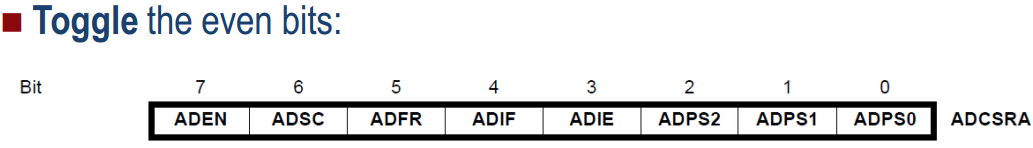 Toggle the even bits:
Bit 7 6 5 4 3 2 1 0
ADEN ADSC ADFR ADIF ADIE ADPS2 ADPS1 ADPS0 ADCSRA